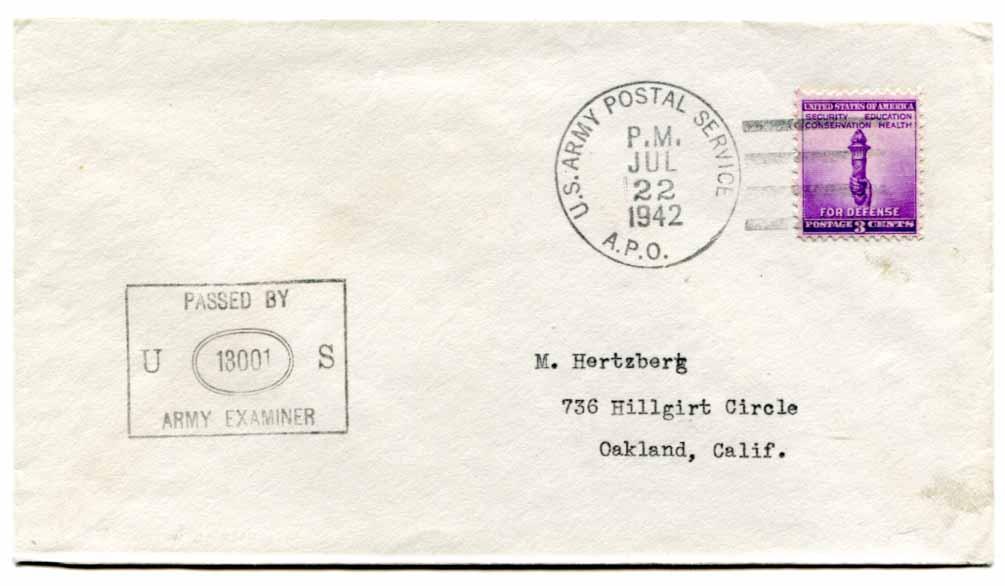 U.S. ARMY POSTAL SERVICE
P.M.
JUL
22
1942
A.P.O.
UNITED STATES OF AMERICA
SECURITY EDUCATION
CONSERVATION HEALTH
FOR DEFENSE
POSTAGE 3 CENTS
PASSED BY
U 13001 S
ARMY EXAMINER
M. Hertzberg
736 Hillgirt Circle
Oakland, Calif.